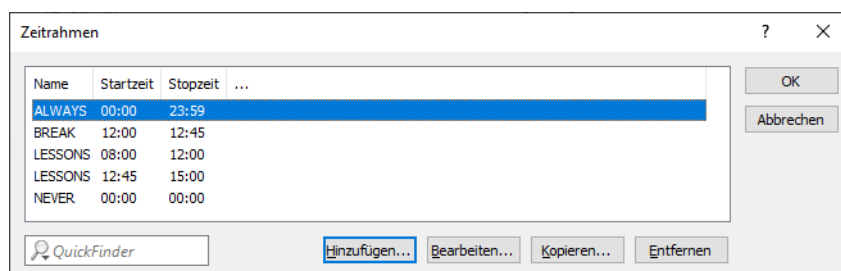 Zeitrahmen ? ✕
Name Startzeit Stopzeit ... OK
ALWAYS 00:00 23:59
BREAK 12:00 12:45 Abbrechen
LESSONS 08:00 12:00
LESSONS 12:45 15:00
NEVER 00:00 00:00
QuickFinder Hinzufügen... Bearbeiten... Kopieren... Entfernen